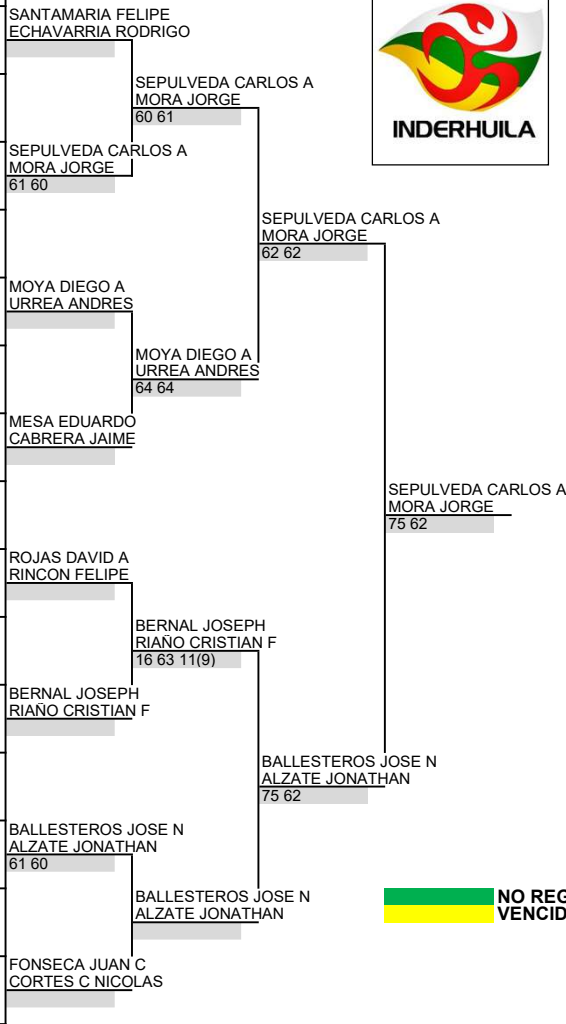 SANTAMARIA FELIPE
ECHAVARRIA RODRIGO
SEPULVEDA CARLOS A
MORA JORGE
60 61
SEPULVEDA CARLOS A
MORA JORGE
61 60
SEPULVEDA CARLOS A
MORA JORGE
62 62
MOYA DIEGO A
URREA ANDRES
MOYA DIEGO A
URREA ANDRES
64 64
MESA EDUARDO
CABRERA JAIME
SEPULVEDA CARLOS A
MORA JORGE
75 62
ROJAS DAVID A
RINCON FELIPE
BERNAL JOSEPH
RIAÑO CRISTIAN F
16 63 11(9)
BERNAL JOSEPH
RIAÑO CRISTIAN F
BALLESTEROS JOSE N
ALZATE JONATHAN
75 62
BALLESTEROS JOSE N
ALZATE JONATHAN
61 60
BALLESTEROS JOSE N
ALZATE JONATHAN
FONSECA JUAN C
CORTES C NICOLAS
INDERHUILA
NO REG
VENCID